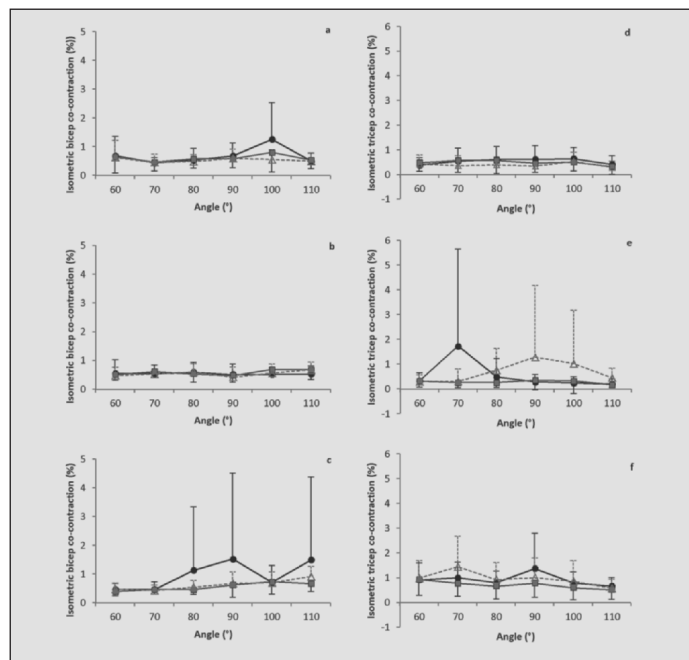 a
Isometric bicep co-contraction (%))
5
4
3
2
1
0
60 70 80 90 100 110
Angle (°)
d
Isometric tricep co-contraction (%)
6
5
4
3
2
1
0
-1
60 70 80 90 100 110
Angle (°)
b
Isometric bicep co-contraction (%)
5
4
3
2
1
0
60 70 80 90 100 110
Angle (°)
e
Isometric tricep co-contraction (%)
6
5
4
3
2
1
0
-1
60 70 80 90 100 110
Angle (°)
c
Isometric bicep co-contraction (%)
5
4
3
2
1
0
60 70 80 90 100 110
Angle (°)
f
Isometric tricep co-contraction (%)
6
5
4
3
2
1
0
-1
60 70 80 90 100 110
Angle (°)